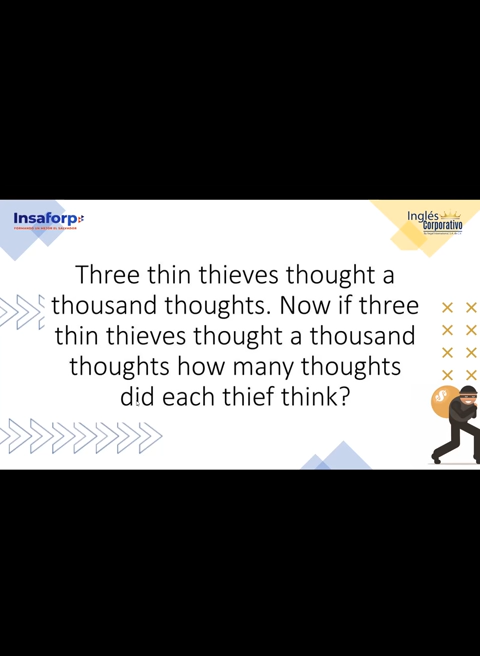 Insaforp
Inglés
Corporativo
Three thin thieves thought a
thousand thoughts. Now if three
thin thieves thought a thousand
thoughts how many thoughts
did each thief think?
$